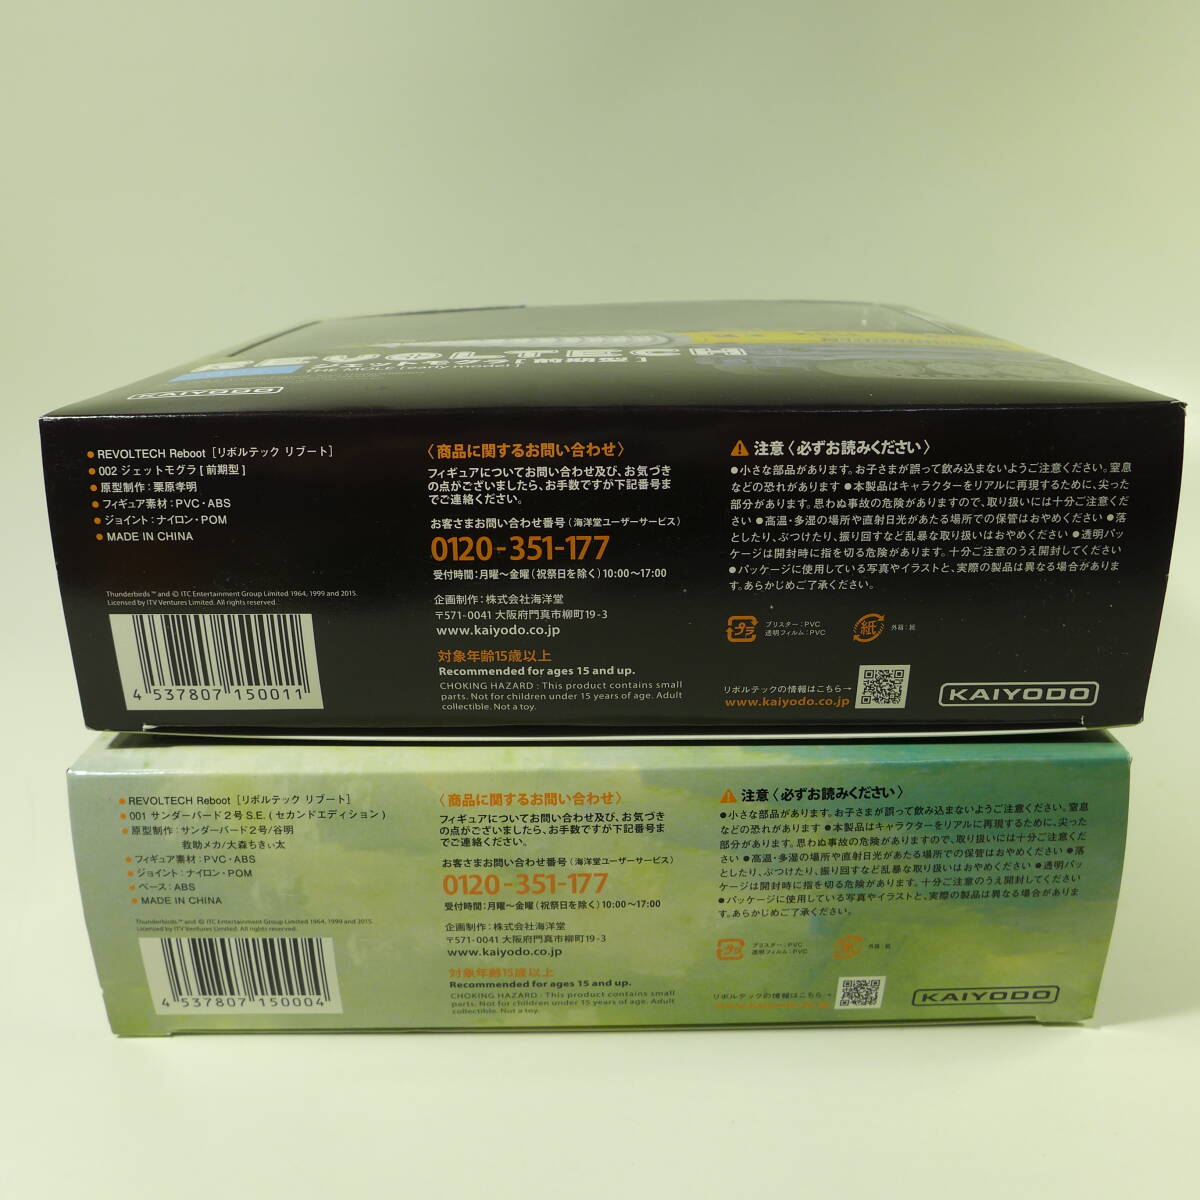 REVOLTECH
ジェットモグラ[前期型]
THE MOLE [early model]
KAIYODO
●REVOLTECH Reboot [リボルテック リブート]
●002 ジェットモグラ[前期型]
●原型制作：栗原孝明
●フィギュア素材：PVC・ABS
●ジョイント：ナイロン・POM
●MADE IN CHINA
Thunderbirds ™ and © ITC Entertainment Group Limited 1964, 1999 and 2015.
Licensed by ITV Ventures Limited. All rights reserved.
4 537807 150011
〈商品に関するお問い合わせ〉
フィギュアについてお問い合わせ及び、お気づき
の点がございましたら、お手数ですが下記番号ま
でご連絡ください。
お客さまお問い合わせ番号（海洋堂ユーザーサービス）
0120-351-177
受付時間：月曜〜金曜（祝祭日を除く）10:00〜17:00
企画制作：株式会社海洋堂
〒571-0041 大阪府門真市柳町19-3
www.kaiyodo.co.jp
対象年齢15歳以上
Recommended for ages 15 and up.
CHOKING HAZARD : This product contains small
parts. Not for children under 15 years of age. Adult
collectible. Not a toy.
注意〈必ずお読みください〉
●小さな部品があります。お子さまが誤って飲み込まないようご注意ください。窒息
などの恐れがあります ●本製品はキャラクターをリアルに再現するために、尖った
部分があります。思わぬ事故の危険がありますので、取り扱いには十分ご注意くださ
い ●高温・多湿の場所や直射日光があたる場所での保管はおやめください ●落
としたり、ぶつけたり、振り回すなど乱暴な取り扱いはおやめください ●透明パッ
ケージは開封時に指を切る危険があります。十分ご注意のうえ開封してください
●パッケージに使用している写真やイラストと、実際の製品は異なる場合がありま
す。あらかじめご了承ください。
プラ
ブリスター：PVC
透明フィルム：PVC
紙
外箱：紙
リボルテックの情報はこちら→
www.kaiyodo.co.jp
KAIYODO
●REVOLTECH Reboot [リボルテック リブート]
●001 サンダーバード2号 S.E.（セカンドエディション）
●原型制作：サンダーバード2号/谷明
救助メカ/大森ちきぃ太
●フィギュア素材：PVC・ABS
●ジョイント：ナイロン・POM
●ベース：ABS
●MADE IN CHINA
Thunderbirds ™ and © ITC Entertainment Group Limited 1964, 1999 and 2015.
Licensed by ITV Ventures Limited. All rights reserved.
4 537807 150004
〈商品に関するお問い合わせ〉
フィギュアについてお問い合わせ及び、お気づき
の点がございましたら、お手数ですが下記番号ま
でご連絡ください。
お客さまお問い合わせ番号（海洋堂ユーザーサービス）
0120-351-177
受付時間：月曜〜金曜（祝祭日を除く）10:00〜17:00
企画制作：株式会社海洋堂
〒571-0041 大阪府門真市柳町19-3
www.kaiyodo.co.jp
対象年齢15歳以上
Recommended for ages 15 and up.
CHOKING HAZARD : This product contains small
parts. Not for children under 15 years of age. Adult
collectible. Not a toy.
注意〈必ずお読みください〉
●小さな部品があります。お子さまが誤って飲み込まないようご注意ください。窒息
などの恐れがあります ●本製品はキャラクターをリアルに再現するために、尖った
部分があります。思わぬ事故の危険がありますので、取り扱いには十分ご注意くださ
い ●高温・多湿の場所や直射日光があたる場所での保管はおやめください ●落
としたり、ぶつけたり、振り回すなど乱暴な取り扱いはおやめください ●透明パッ
ケージは開封時に指を切る危険があります。十分ご注意のうえ開封してください
●パッケージに使用している写真やイラストと、実際の製品は異なる場合がありま
す。あらかじめご了承ください。
プラ
ブリスター：PVC
透明フィルム：PVC
紙
外箱：紙
リボルテックの情報はこちら→
www.kaiyodo.co.jp
KAIYODO